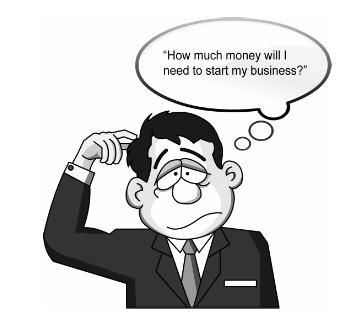 “How much money will I
need to start my business?”